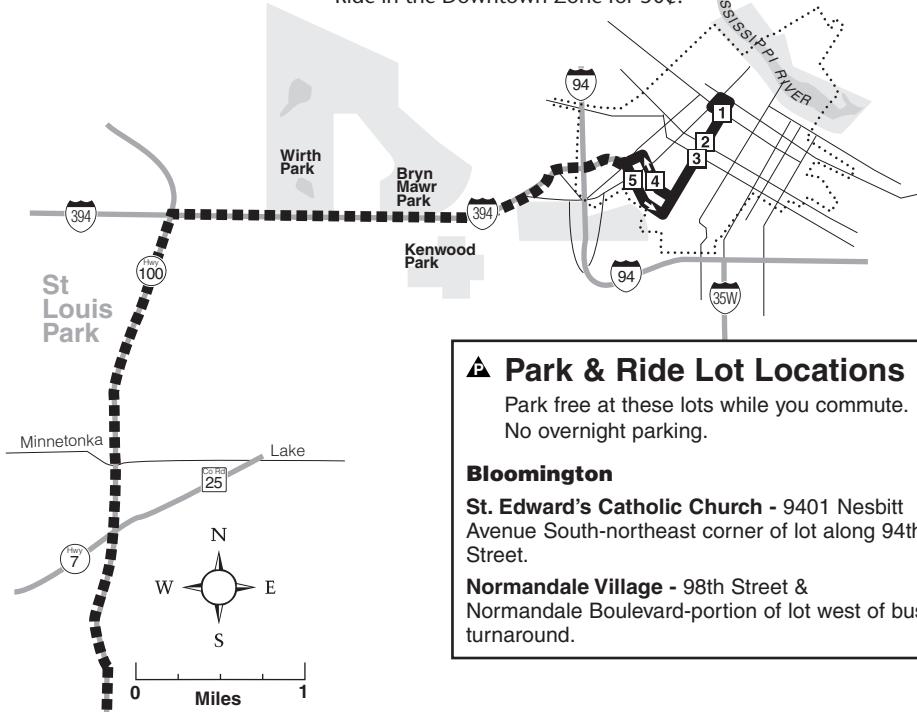 Ride in the Downtown Zone for 50¢.
SSISSIPPI RIVER
94
1
2
3
Wirth
Park
Bryn
Mawr
Park
5
4
394
394
Kenwood
Park
Hwy
100
94
35W
St
Louis
Park
Minnetonka
Lake
Co Rd
25
Hwy
7
N
W
E
S
0
Miles
1
P
Park & Ride Lot Locations
Park free at these lots while you commute.
No overnight parking.
Bloomington
St. Edward's Catholic Church - 9401 Nesbitt
Avenue South-northeast corner of lot along 94th
Street.
Normandale Village - 98th Street &
Normandale Boulevard-portion of lot west of bus
turnaround.